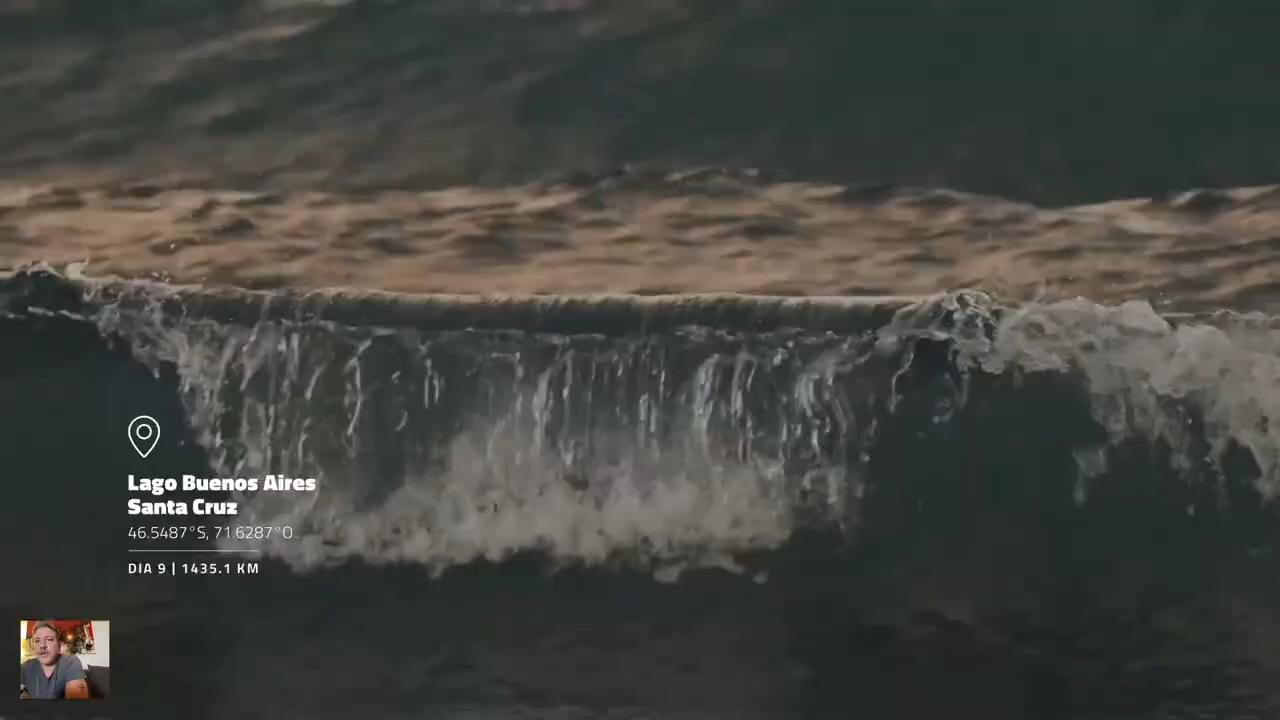 Lago Buenos Aires
Santa Cruz
46.5487°S, 71.6287°O
DIA 9 | 1435.1 KM